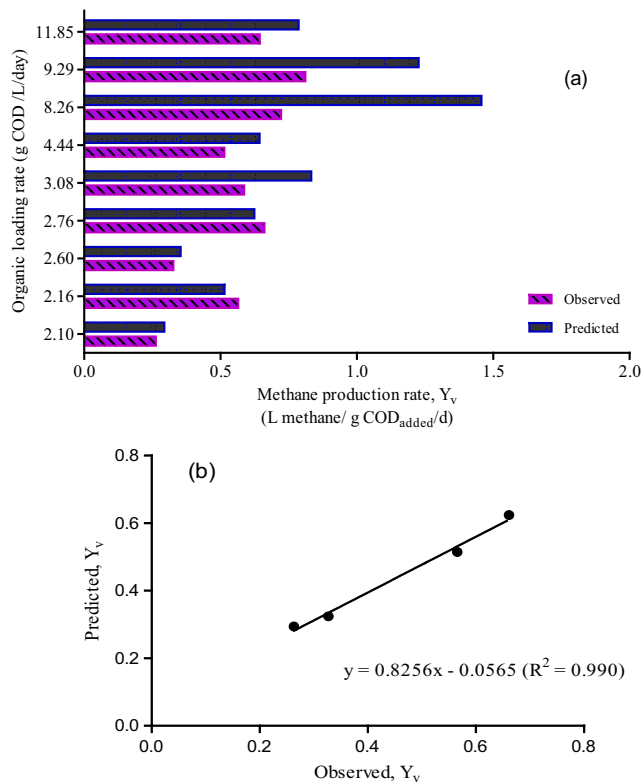 11.85
9.29
(a)
8.26
4.44
3.08
2.76
2.60
Observed
2.16
Predicted
2.10
Organic loading rate (g COD /L/day)
0.0 0.5 1.0 1.5 2.0
Methane production rate, Yv
(L methane/ g CODadded/d)
0.8
(b)
0.6
0.4
0.2
0.0
Predicted, Yv
y = 0.8256x - 0.0565 (R2 = 0.990)
0.0 0.2 0.4 0.6 0.8
Observed, Yv